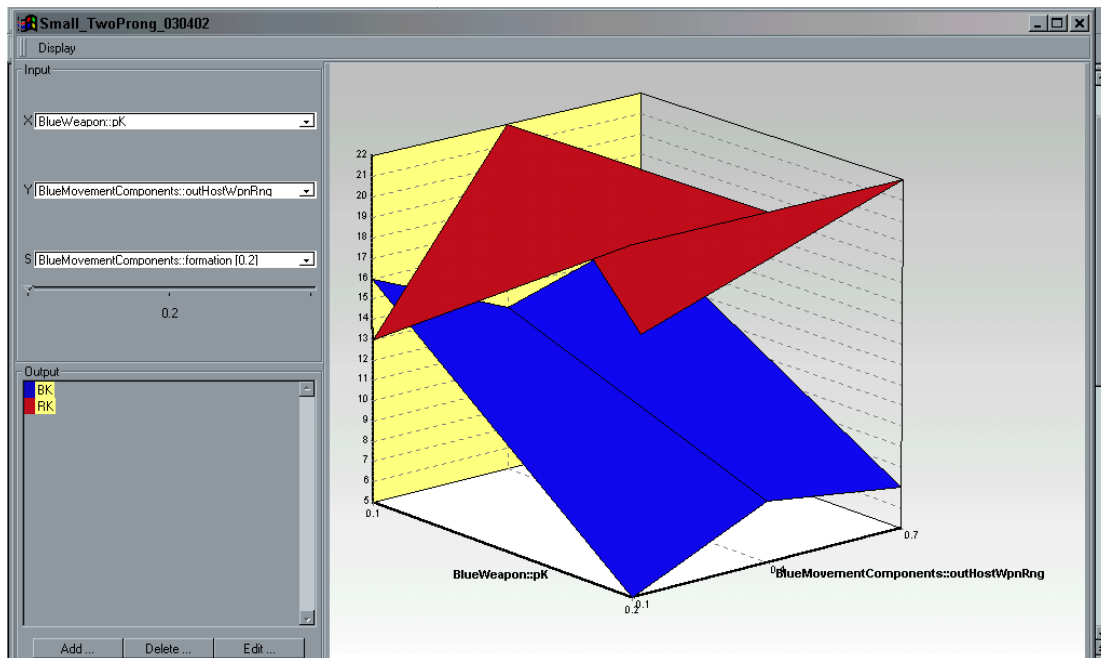 Small_TwoProng_030402
Display
Input
X BlueWeapon::pK
Y BlueMovementComponents::outHostWpnRng
S BlueMovementComponents::formation [0.2]
0.2
Output
BK
RK
Add ...
Delete ...
Edit ...
22
21
20
19
18
17
16
15
14
13
12
11
10
9
8
7
6
5
0.1
BlueWeapon::pK
0.2
0.1
0.4
0.7
BlueMovementComponents::outHostWpnRng